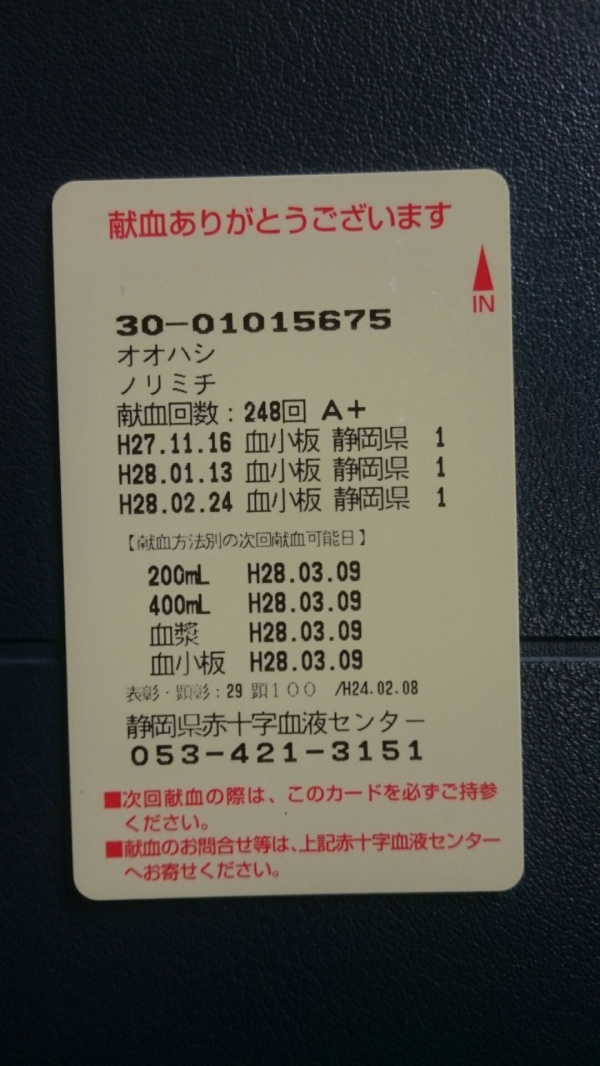 献血ありがとうございます
IN
30-01015675
オオハシ
ノリミチ
献血回数：248回 A+
H27.11.16 血小板 静岡県 1
H28.01.13 血小板 静岡県 1
H28.02.24 血小板 静岡県 1
【献血方法別の次回献血可能日】
200mL H28.03.09
400mL H28.03.09
血漿 H28.03.09
血小板 H28.03.09
表彰・顕彰：29 顕100 /H24.02.08
静岡県赤十字血液センター
053-421-3151
■次回献血の際は、このカードを必ずご持参
ください。
■献血のお問合せ等は、上記赤十字血液センター
へお寄せください。